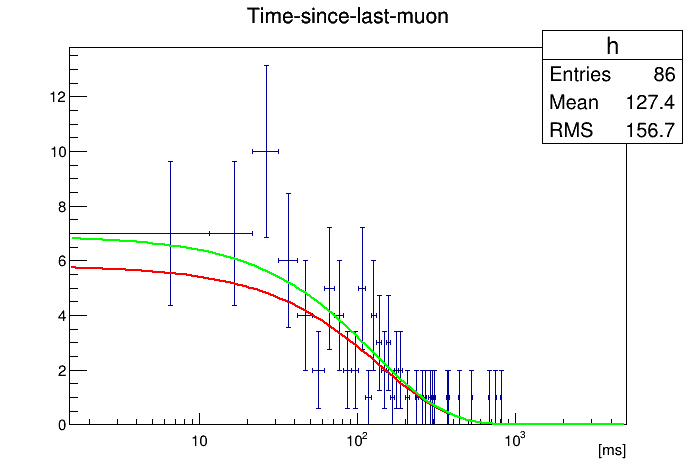 Time-since-last-muon
h
Entries 86
Mean 127.4
RMS 156.7
12
10
8
6
4
2
0
10 10² 10³
[ms]